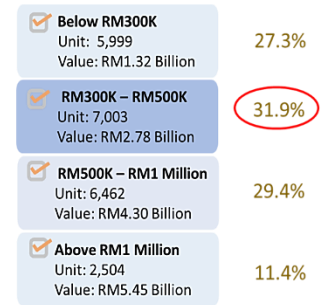 Below RM300K
Unit: 5,999
Value: RM1.32 Billion
27.3%
RM300K – RM500K
Unit: 7,003
Value: RM2.78 Billion
31.9%
RM500K – RM1 Million
Unit: 6,462
Value: RM4.30 Billion
29.4%
Above RM1 Million
Unit: 2,504
Value: RM5.45 Billion
11.4%